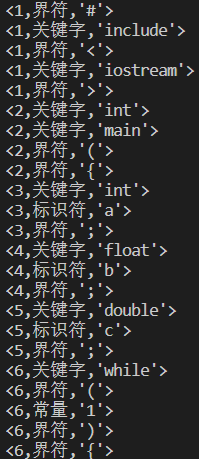 <1,界符,'#'>
<1,关键字,'include'>
<1,界符,'<'>
<1,关键字,'iostream'>
<1,界符,'>'>
<2,关键字,'int'>
<2,关键字,'main'>
<2,界符,'('>
<2,界符,'{'>
<3,关键字,'int'>
<3,标识符,'a'>
<3,界符,';'>
<4,关键字,'float'>
<4,标识符,'b'>
<4,界符,';'>
<5,关键字,'double'>
<5,标识符,'c'>
<5,界符,';'>
<6,关键字,'while'>
<6,界符,'('>
<6,常量,'1'>
<6,界符,')'>
<6,界符,'{'>